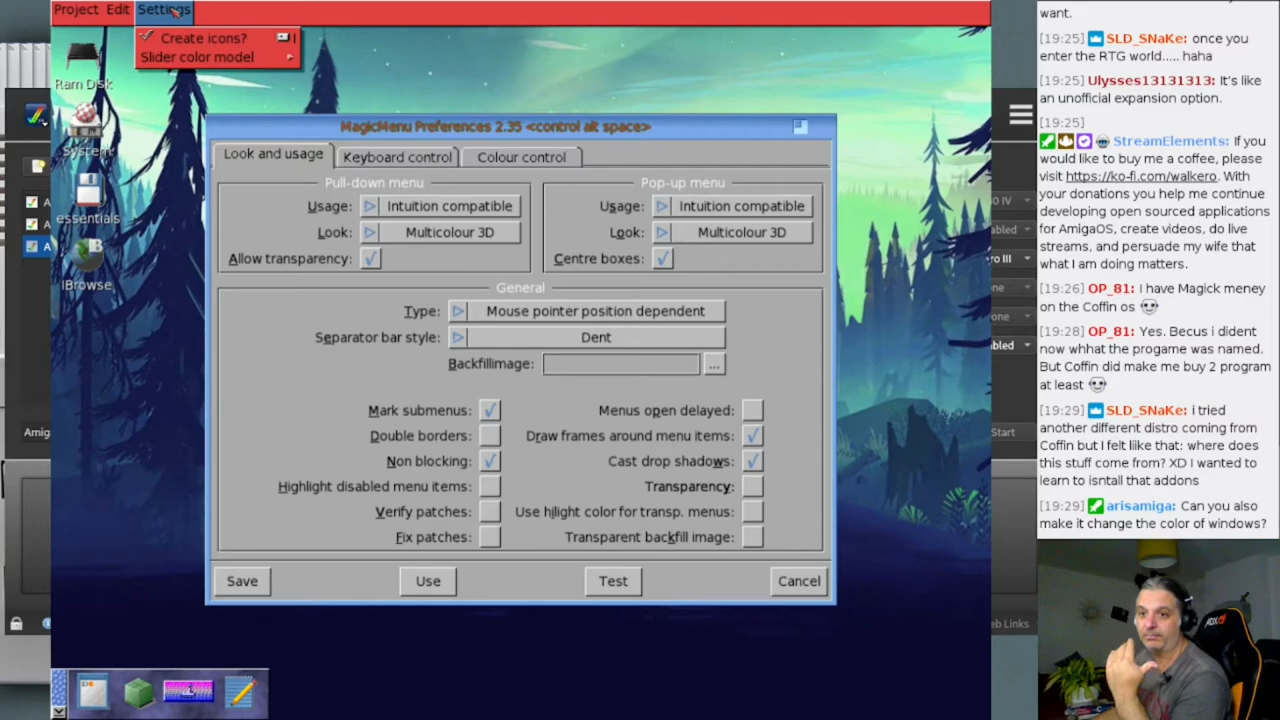 Project Edit Settings
Create icons? I
Slider color model
Ram Disk
System
essentials
IBrowse
MagicMenu Preferences 2.35 <control alt space>
Look and usage
Keyboard control
Colour control
Pull-down menu
Usage: Intuition compatible
Look: Multicolour 3D
Allow transparency:
Pop-up menu
Usage: Intuition compatible
Look: Multicolour 3D
Centre boxes:
General
Type: Mouse pointer position dependent
Separator bar style: Dent
Backfillimage: ...
Mark submenus:
Double borders:
Non blocking:
Highlight disabled menu items:
Verify patches:
Fix patches:
Menus open delayed:
Draw frames around menu items:
Cast drop shadows:
Transparency:
Use hilight color for transp. menus:
Transparent backfill image:
Save Use Test Cancel
A
A
A
Amig
Start
eb Links
want.
[19:25] SLD_SNaKe: once you
enter the RTG world..... haha
[19:25] Ulysses13131313: It's like
an unofficial expansion option.
[19:25]
StreamElements: If you
would like to buy me a coffee, please
visit https://ko-fi.com/walkero. With
your donations you help me continue
developing open sourced applications
for AmigaOS, create videos, do live
streams, and persuade my wife that
what I am doing matters.
[19:26] OP_81: I have Magick meney
on the Coffin os
[19:28] OP_81: Yes. Becus i dident
now whhat the progame was named.
But Coffin did make me buy 2 program
at least
[19:29] SLD_SNaKe: i tried
another different distro coming from
Coffin but I felt like that: where does
this stuff come from? XD I wanted to
learn to isntall that addons
[19:29] arisamiga: Can you also
make it change the color of windows?